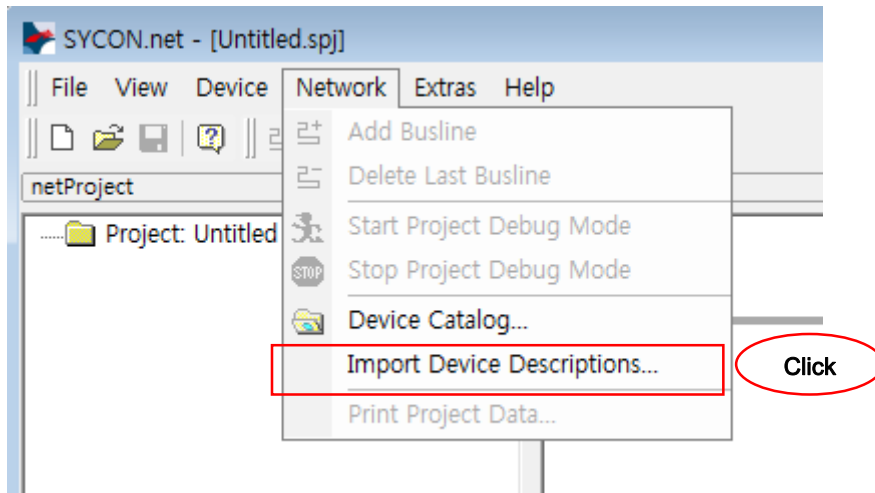 SYCON.net - [Untitled.spj]
File View Device Network Extras Help
Add Busline
Delete Last Busline
netProject
Project: Untitled
Start Project Debug Mode
STOP
Stop Project Debug Mode
Device Catalog...
Import Device Descriptions...
Click
Print Project Data...